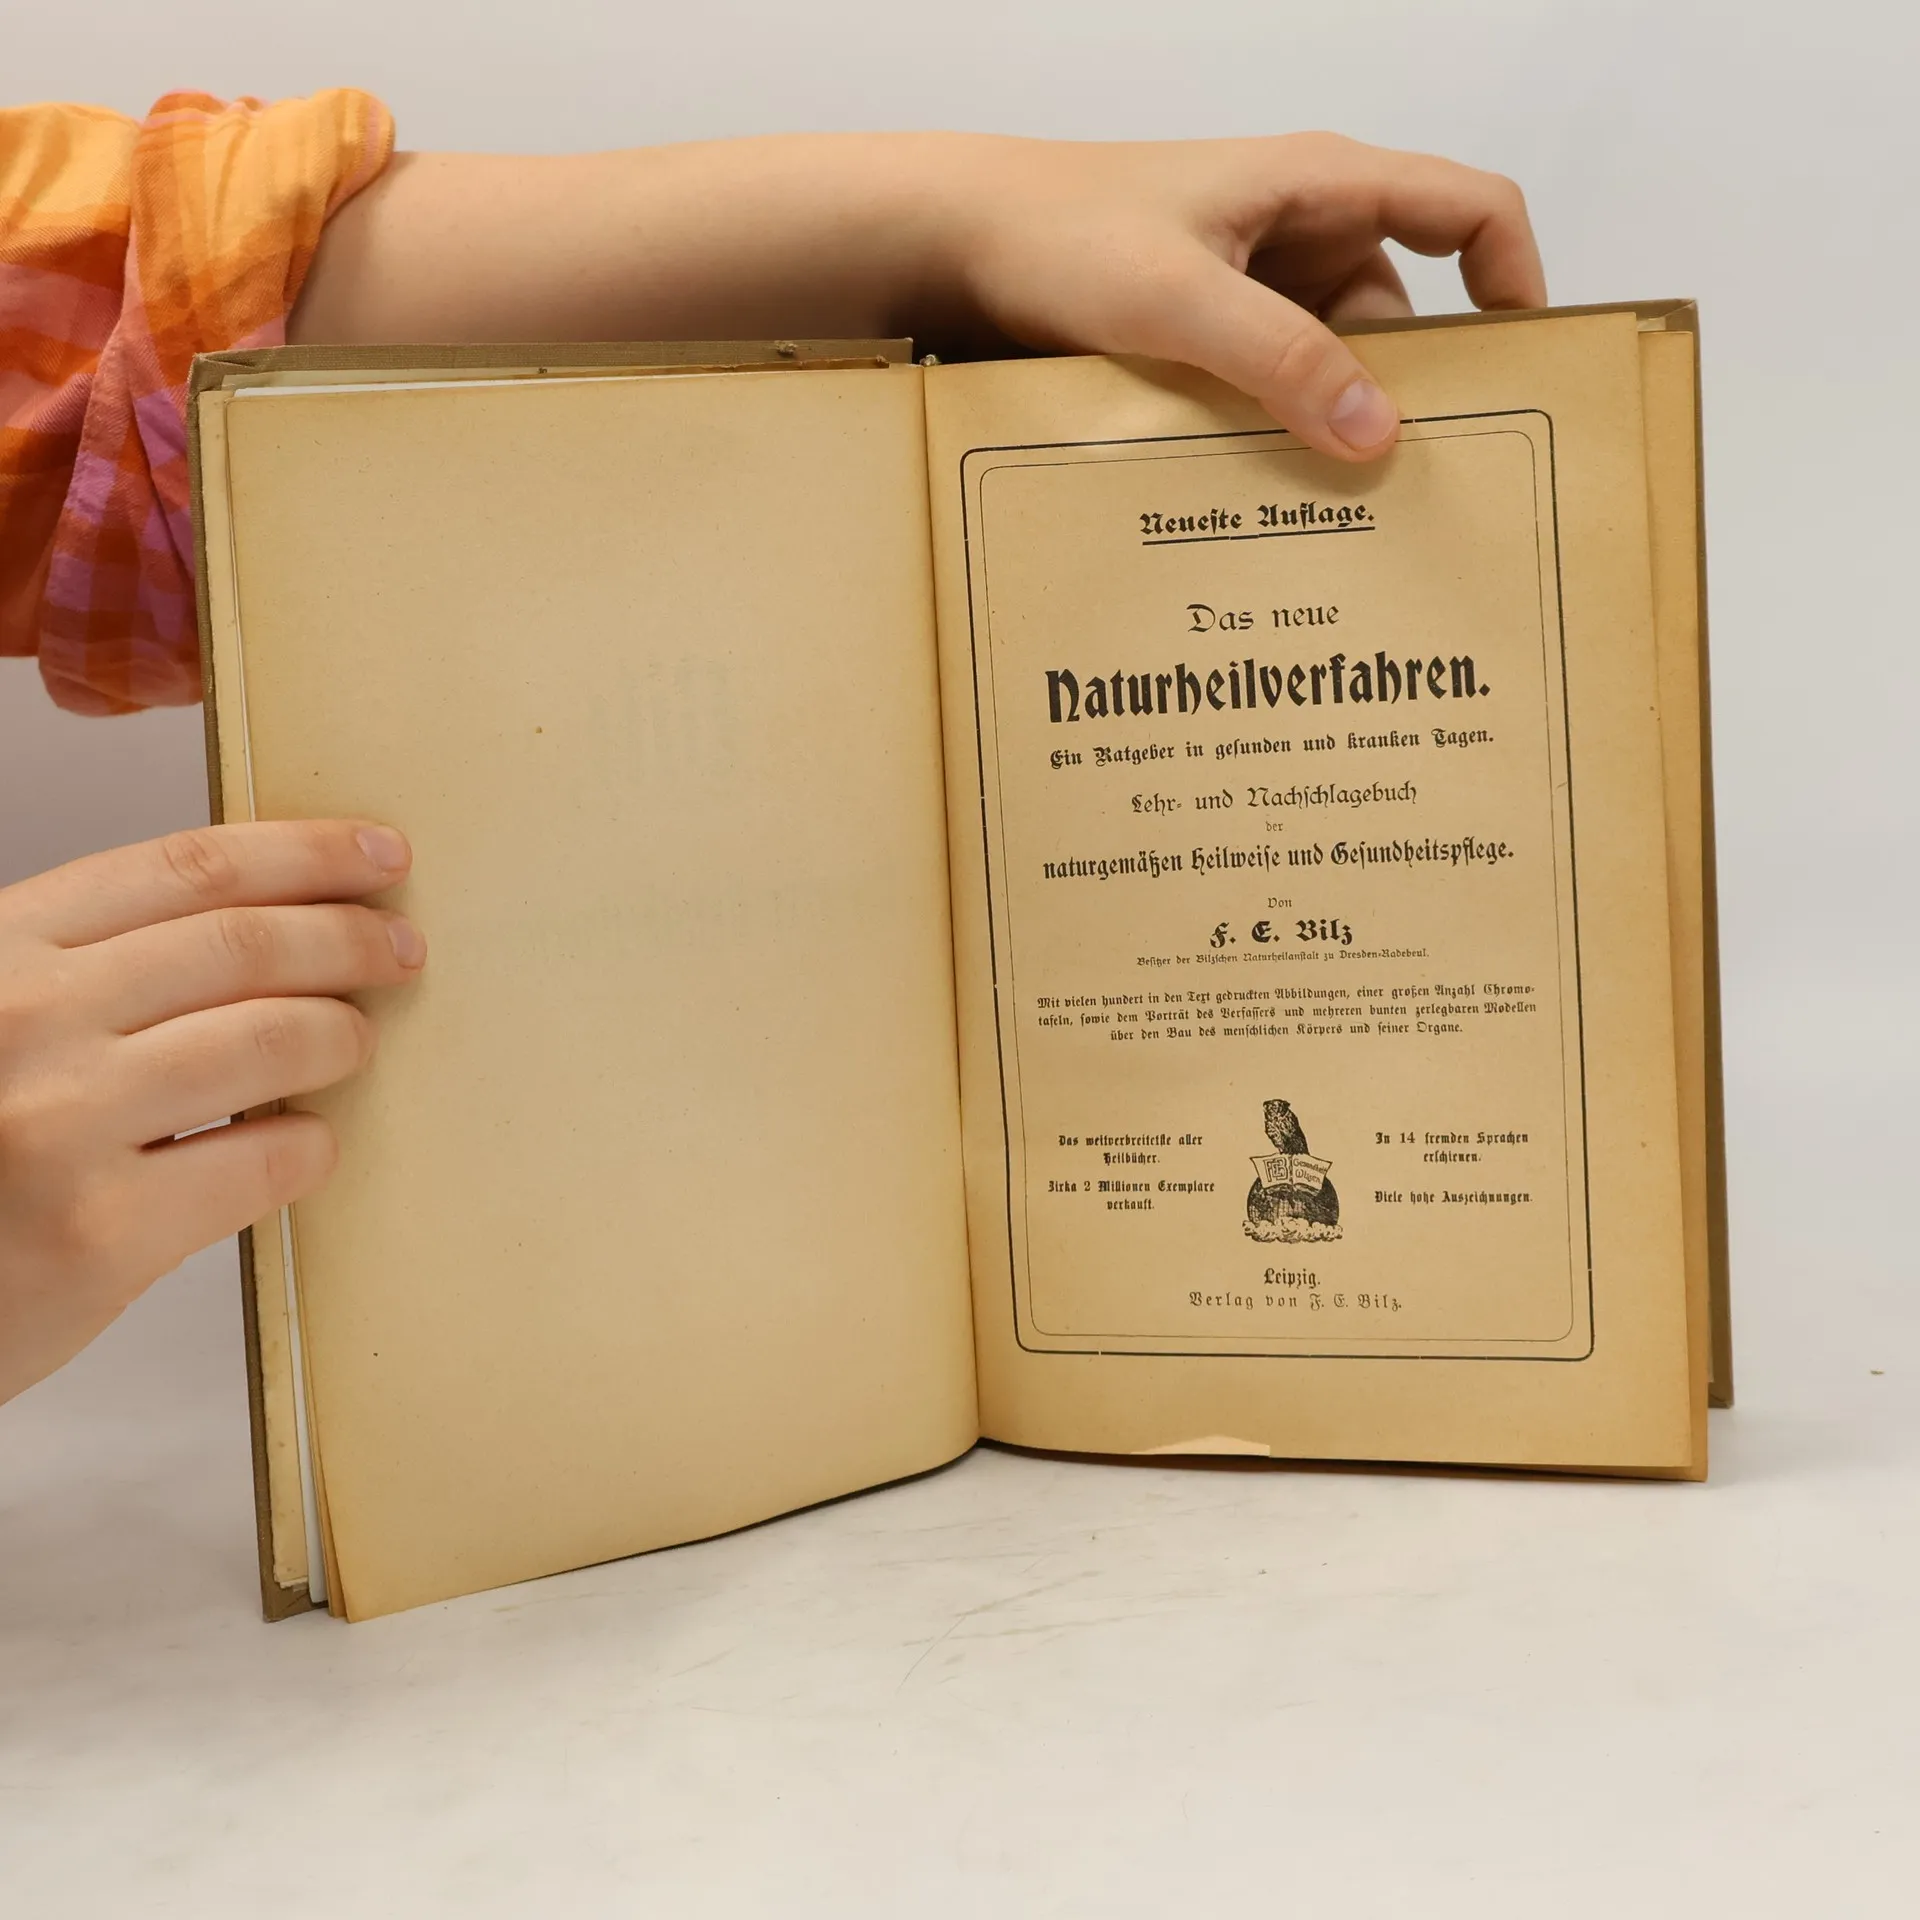 Neueste Auflage.
Das neue
Naturheilverfahren.
Ein Ratgeber in gesunden und kranken Tagen.
Lehr- und Nachschlagebuch
der
naturgemäßen Heilweise und Gesundheitspflege.
Von
F. E. Bilz
Besitzer der Bilzschen Naturheilanstalt zu Dresden-Radebeul.
Mit vielen hundert in den Text gedruckten Abbildungen, einer großen Anzahl Chromo-
tafeln, sowie dem Porträt des Verfassers und mehreren bunten zerlegbaren Modellen
über den Bau des menschlichen Körpers und seiner Organe.
Das weitverbreitetste aller
Heilbücher.
Zirka 2 Millionen Exemplare
verkauft.
FEB
Gesundheit
In 14 fremden Sprachen
erschienen.
Viele hohe Auszeichnungen.
Leipzig.
Verlag von F. E. Bilz.